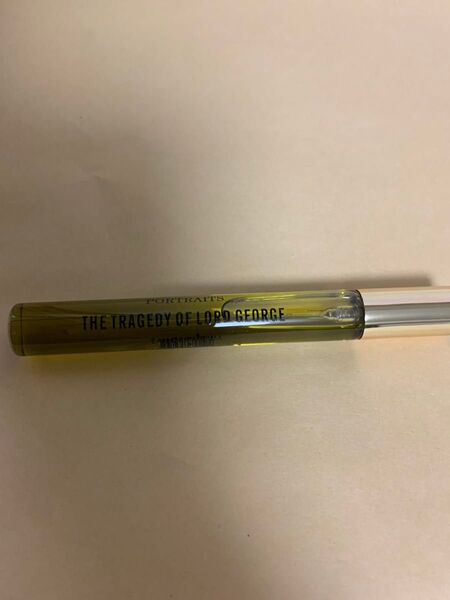 PORTRAITS
THE TRAGEDY OF LORD GEORGE